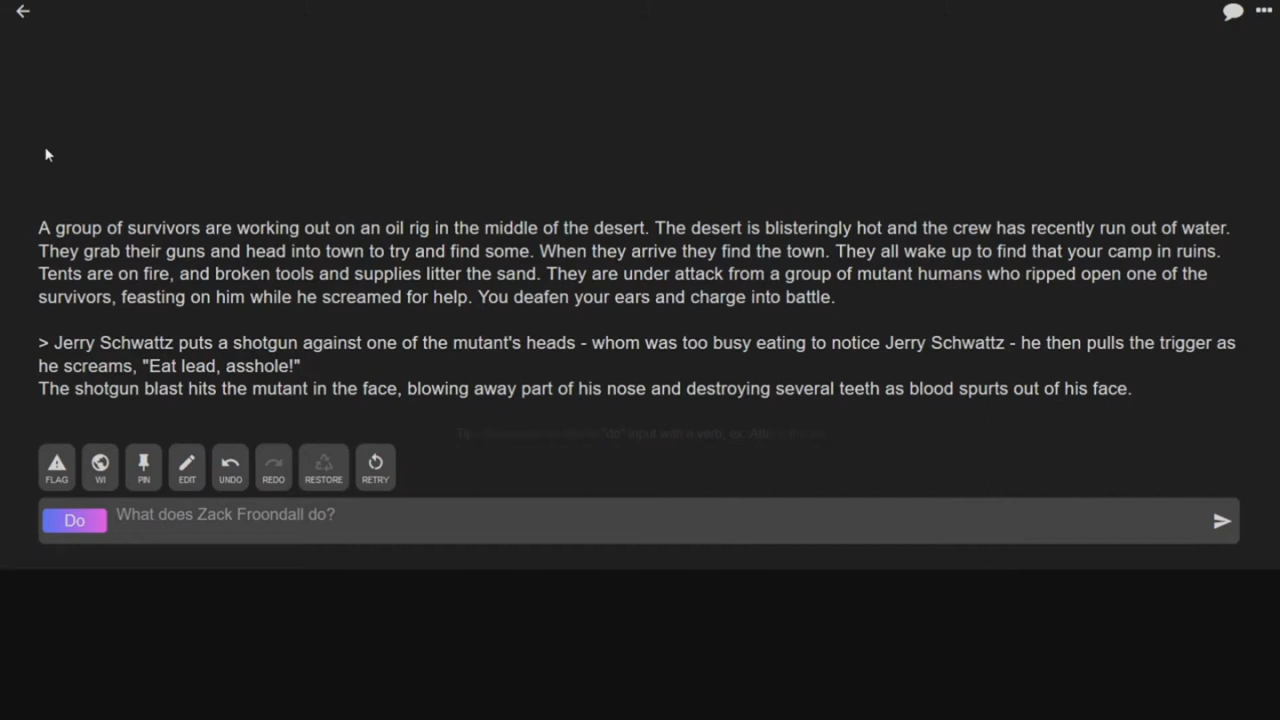 A group of survivors are working out on an oil rig in the middle of the desert. The desert is blisteringly hot and the crew has recently run out of water.
They grab their guns and head into town to try and find some. When they arrive they find the town. They all wake up to find that your camp in ruins.
Tents are on fire, and broken tools and supplies litter the sand. They are under attack from a group of mutant humans who ripped open one of the
survivors, feasting on him while he screamed for help. You deafen your ears and charge into battle.
> Jerry Schwattz puts a shotgun against one of the mutant's heads - whom was too busy eating to notice Jerry Schwattz - he then pulls the trigger as
he screams, "Eat lead, asshole!"
The shotgun blast hits the mutant in the face, blowing away part of his nose and destroying several teeth as blood spurts out of his face.
FLAG WI PIN EDIT UNDO REDO RESTORE RETRY
Do What does Zack Froondall do?